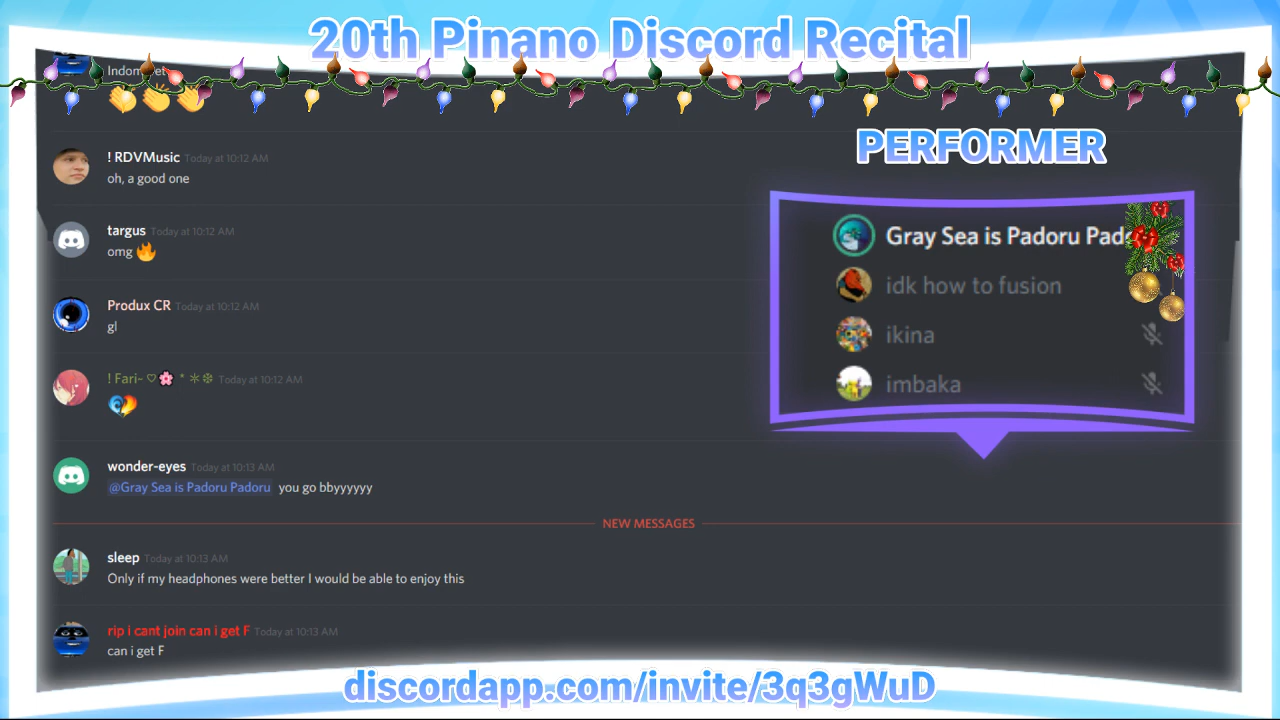 20th Pinano Discord Recital
! RDVMusic Today at 10:12 AM
oh, a good one
targus Today at 10:12 AM
omg 🔥
Produx CR Today at 10:12 AM
gl
! Fari~ ♡🌸 * ✳❄ Today at 10:12 AM
wonder-eyes Today at 10:13 AM
@Gray Sea is Padoru Padoru you go bbyyyyyy
NEW MESSAGES
sleep Today at 10:13 AM
Only if my headphones were better I would be able to enjoy this
rip i cant join can i get F Today at 10:13 AM
can i get F
PERFORMER
Gray Sea is Padoru Pad
idk how to fusion
ikina
imbaka
discordapp.com/invite/3q3gWuD